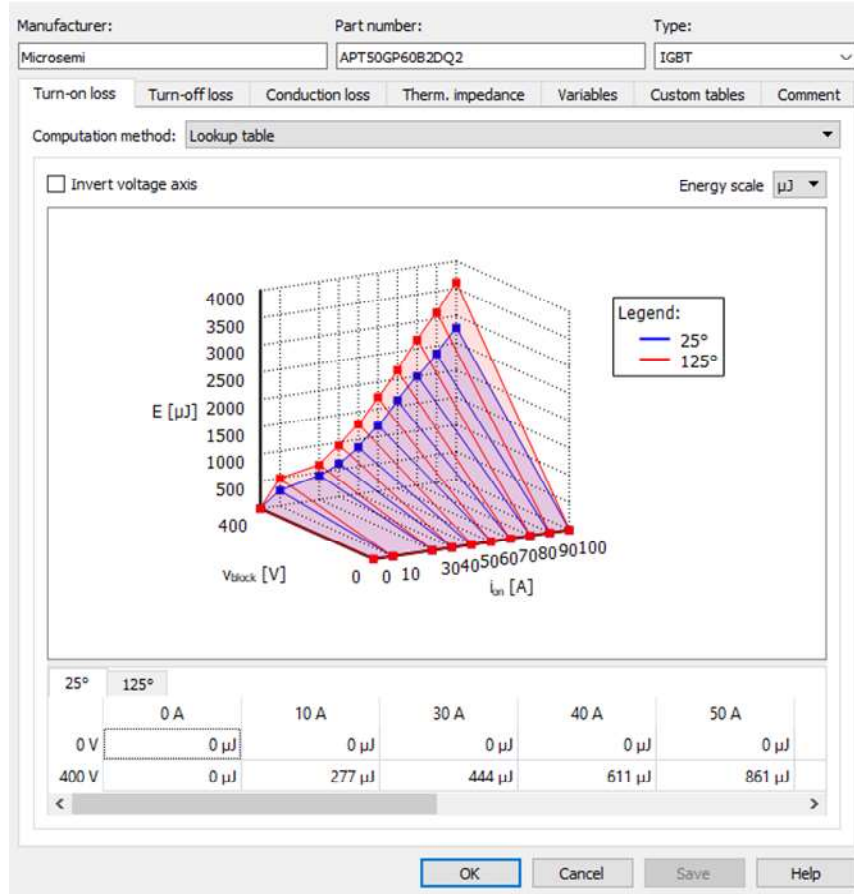 Manufacturer: Part number: Type:
Microsemi APT50GP60B2DQ2 IGBT
Turn-on loss Turn-off loss Conduction loss Therm. impedance Variables Custom tables Comment
Computation method: Lookup table
Invert voltage axis Energy scale µJ
4000
3500
3000
2500
2000
1500
1000
500
400
E [µJ]
Vblock [V]
0 0 10 30 40 50 60 70 80 90 100
ion [A]
Legend:
25°
125°
25° 125°
0 A 10 A 30 A 40 A 50 A
0 V 0 µJ 0 µJ 0 µJ 0 µJ 0 µJ
400 V 0 µJ 277 µJ 444 µJ 611 µJ 861 µJ
OK Cancel Save Help